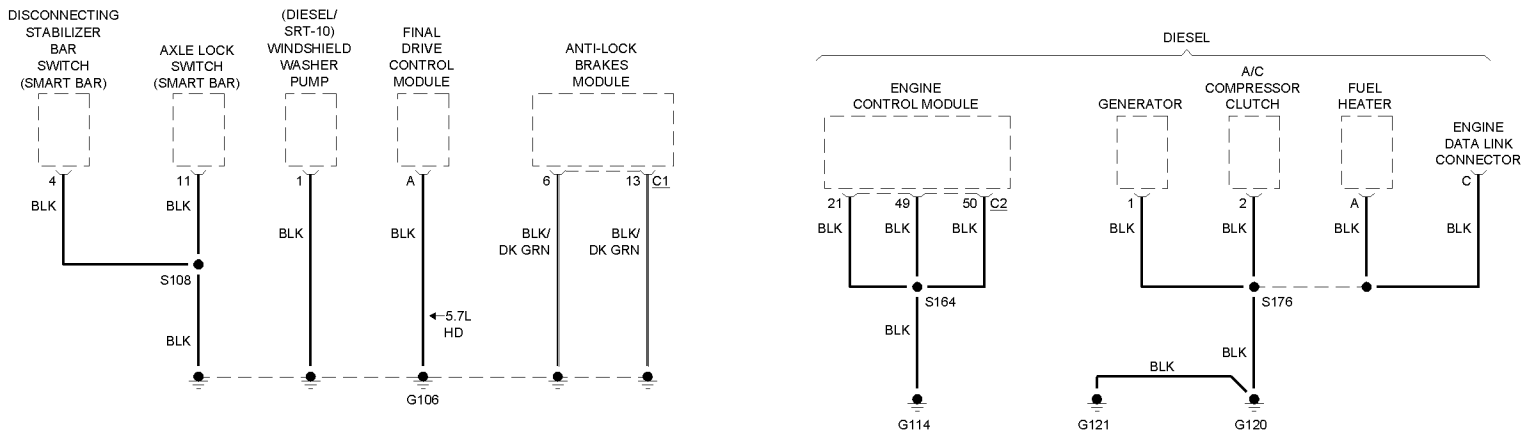 DISCONNECTING
STABILIZER
BAR
SWITCH
(SMART BAR)
AXLE LOCK
SWITCH
(SMART BAR)
(DIESEL/
SRT-10)
WINDSHIELD
WASHER
PUMP
FINAL
DRIVE
CONTROL
MODULE
ANTI-LOCK
BRAKES
MODULE
4
11
1
A
6
13
C1
BLK
BLK
BLK
BLK
BLK/
DK GRN
BLK/
DK GRN
S108
5.7L
HD
BLK
G106
DIESEL
ENGINE
CONTROL MODULE
GENERATOR
A/C
COMPRESSOR
CLUTCH
FUEL
HEATER
ENGINE
DATA LINK
CONNECTOR
21
49
50
C2
1
2
A
C
BLK
BLK
BLK
BLK
BLK
BLK
BLK
S164
S176
BLK
BLK
BLK
G114
G121
G120